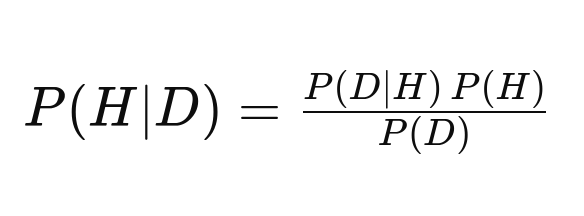 P(H|D) = P(D|H) P(H) / P(D)